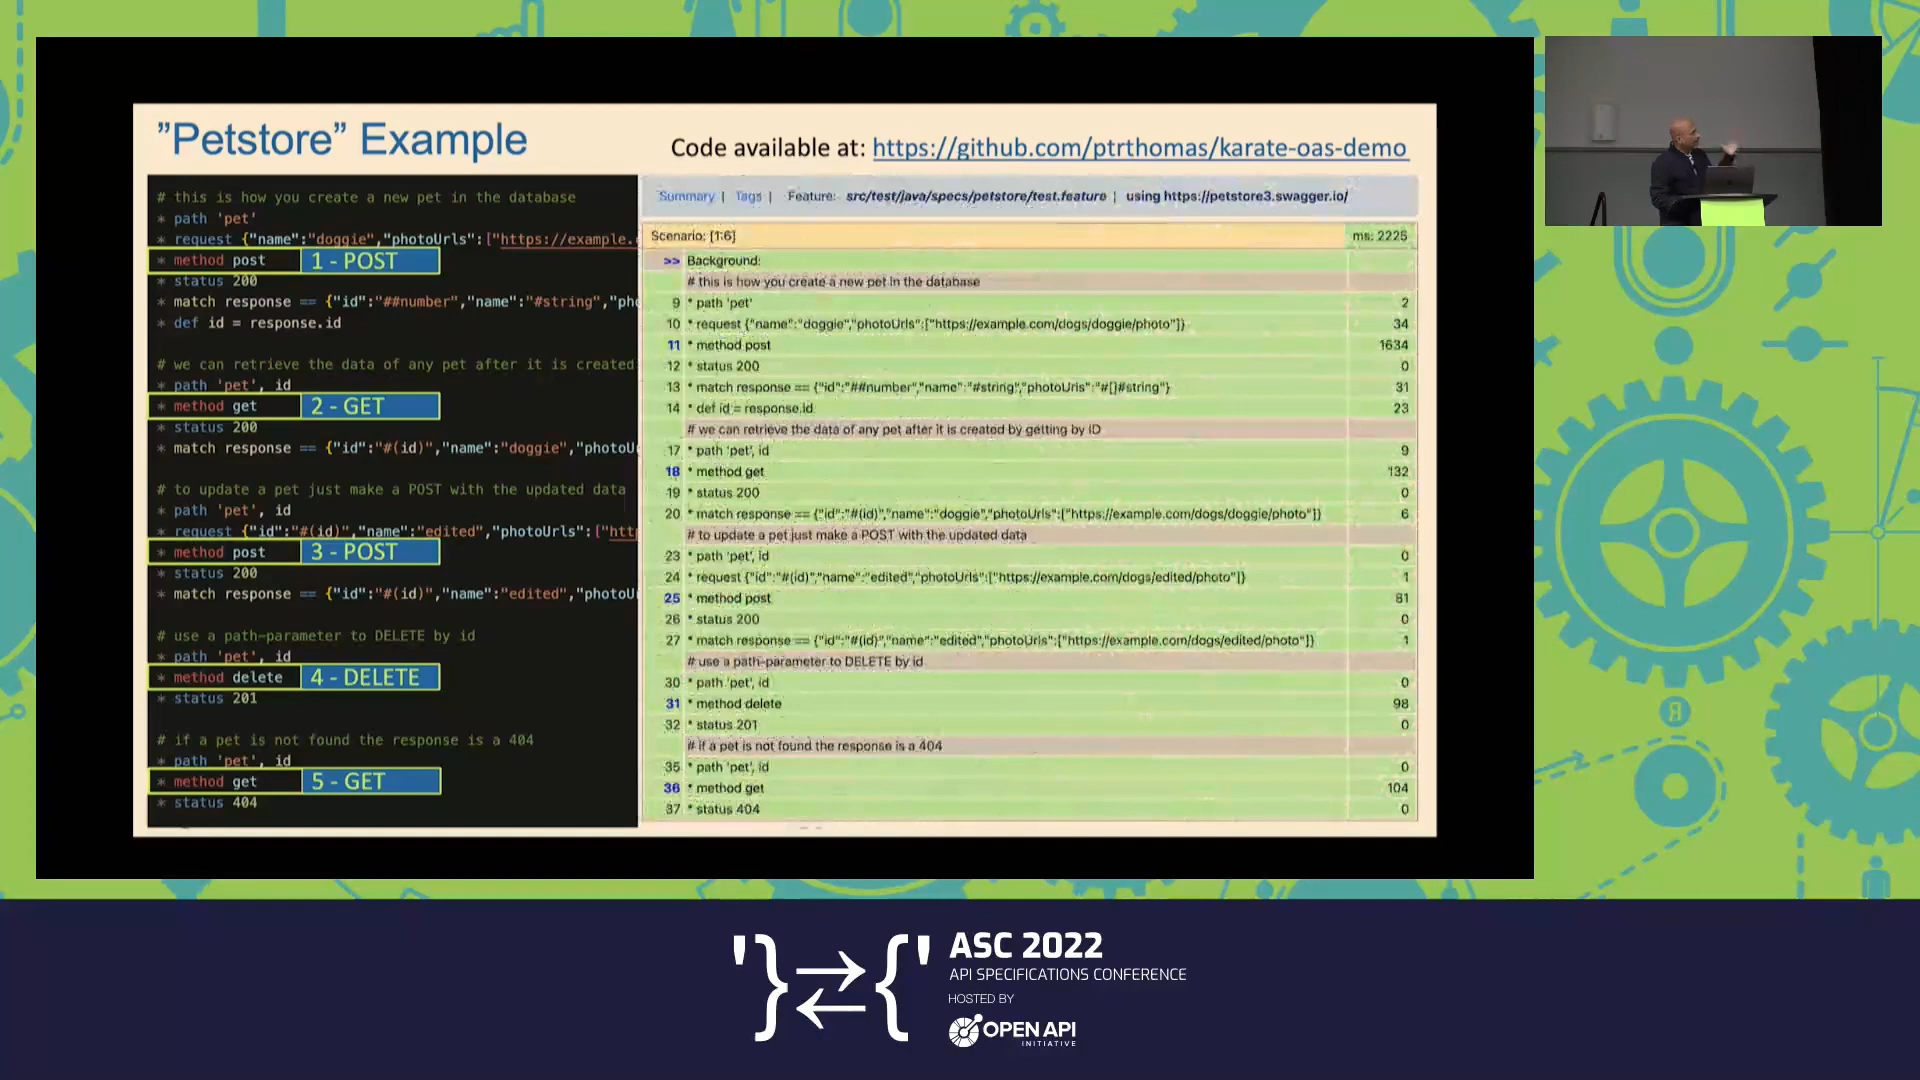 ”Petstore” Example
Code available at: https://github.com/ptrthomas/karate-oas-demo
# this is how you create a new pet in the database
* path 'pet'
* request {"name":"doggie","photoUrls":["https://example.
* method post
1 - POST
* status 200
* match response == {"id":"##number","name":"#string","pho
* def id = response.id
# we can retrieve the data of any pet after it is created
* path 'pet', id
* method get
2 - GET
* status 200
* match response == {"id":"#(id)","name":"doggie","photoU
# to update a pet just make a POST with the updated data
* path 'pet', id
* request {"id":"#(id)","name":"edited","photoUrls":["htt
* method post
3 - POST
* status 200
* match response == {"id":"#(id)","name":"edited","photoU
# use a path-parameter to DELETE by id
* path 'pet', id
* method delete
4 - DELETE
* status 201
# if a pet is not found the response is a 404
* path 'pet', id
* method get
5 - GET
* status 404
Summary | Tags | Feature: src/test/java/specs/petstore/test.feature | using https://petstore3.swagger.io/
Scenario: [1:6] ms: 2225
>> Background:
# this is how you create a new pet in the database
9 * path 'pet' 2
10 * request {"name":"doggie","photoUrls":["https://example.com/dogs/doggie/photo"]} 34
11 * method post 1634
12 * status 200 0
13 * match response == {"id":"##number","name":"#string","photoUrls":"#[]#string"} 31
14 * def id = response.id 23
# we can retrieve the data of any pet after it is created by getting by ID
17 * path 'pet', id 9
18 * method get 132
19 * status 200 0
20 * match response == {"id":"#(id)","name":"doggie","photoUrls":["https://example.com/dogs/doggie/photo"]} 6
# to update a pet just make a POST with the updated data
23 * path 'pet', id 0
24 * request {"id":"#(id)","name":"edited","photoUrls":["https://example.com/dogs/edited/photo"]} 1
25 * method post 81
26 * status 200 0
27 * match response == {"id":"#(id)","name":"edited","photoUrls":["https://example.com/dogs/edited/photo"]} 1
# use a path-parameter to DELETE by id
30 * path 'pet', id 0
31 * method delete 98
32 * status 201 0
# if a pet is not found the response is a 404
35 * path 'pet', id 0
36 * method get 104
37 * status 404 0
'}⇄{'
ASC 2022
API SPECIFICATIONS CONFERENCE
HOSTED BY
OPENAPI
INITIATIVE